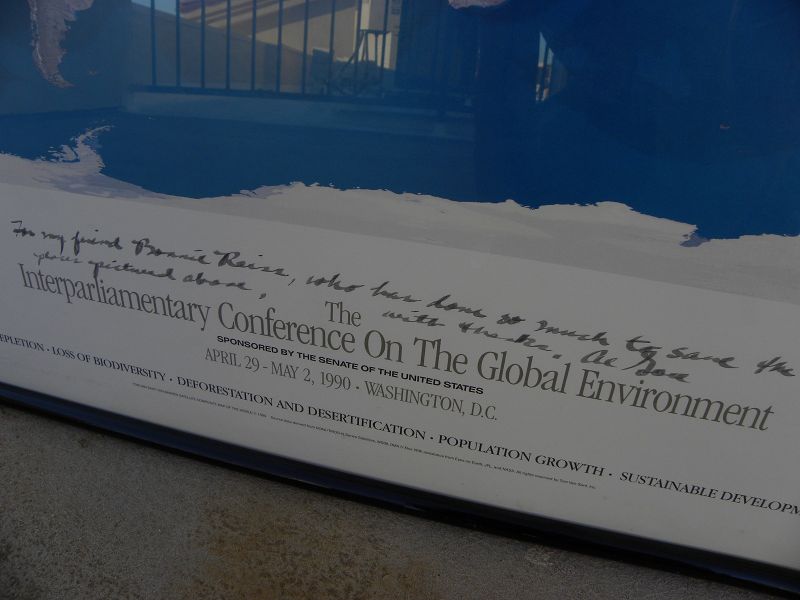 For my friend Bonnie Reiss, who has done so much to save the
place pictured above, with thanks. Al Gore
The
Interparliamentary Conference On The Global Environment
SPONSORED BY THE SENATE OF THE UNITED STATES
APRIL 29 - MAY 2, 1990 · WASHINGTON, D.C.
EPLETION · LOSS OF BIODIVERSITY · DEFORESTATION AND DESERTIFICATION · POPULATION GROWTH · SUSTAINABLE DEVELOPM